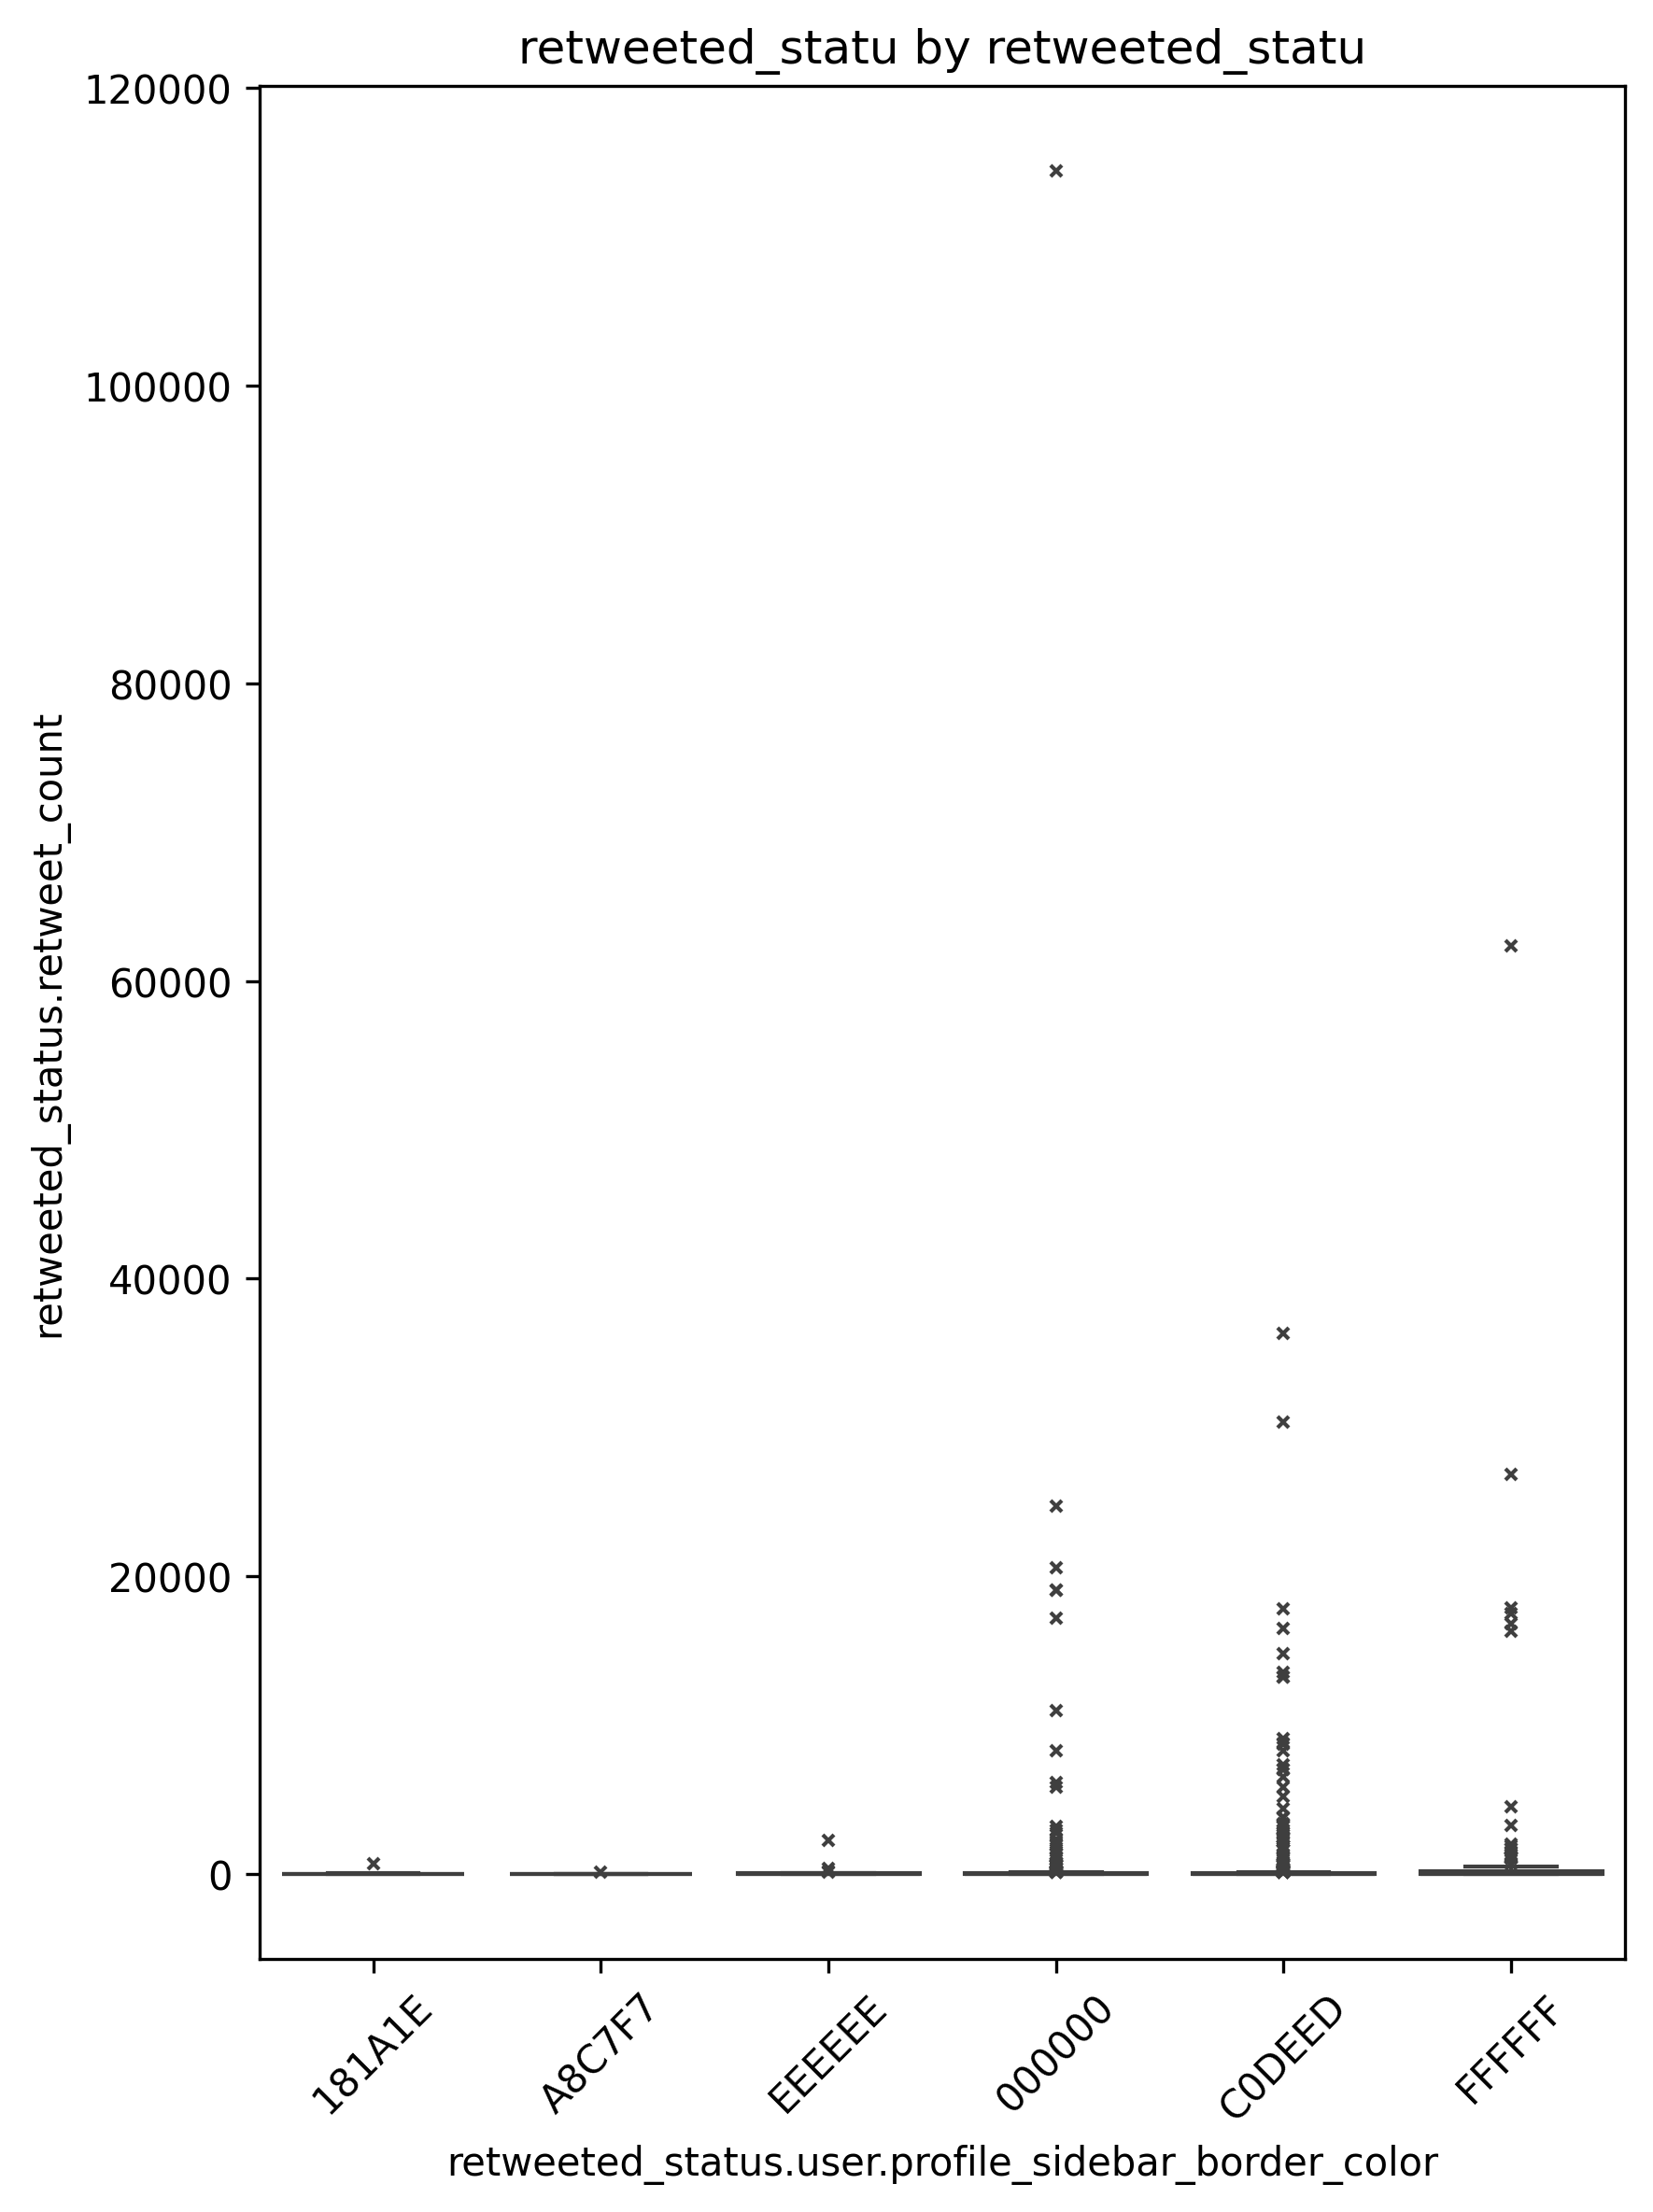 retweeted_statu by retweeted_statu
120000
100000
80000
60000
40000
20000
0
retweeted_status.retweet_count
181A1E
A8C7F7
EEEEEE
000000
C0DEED
FFFFFF
retweeted_status.user.profile_sidebar_border_color